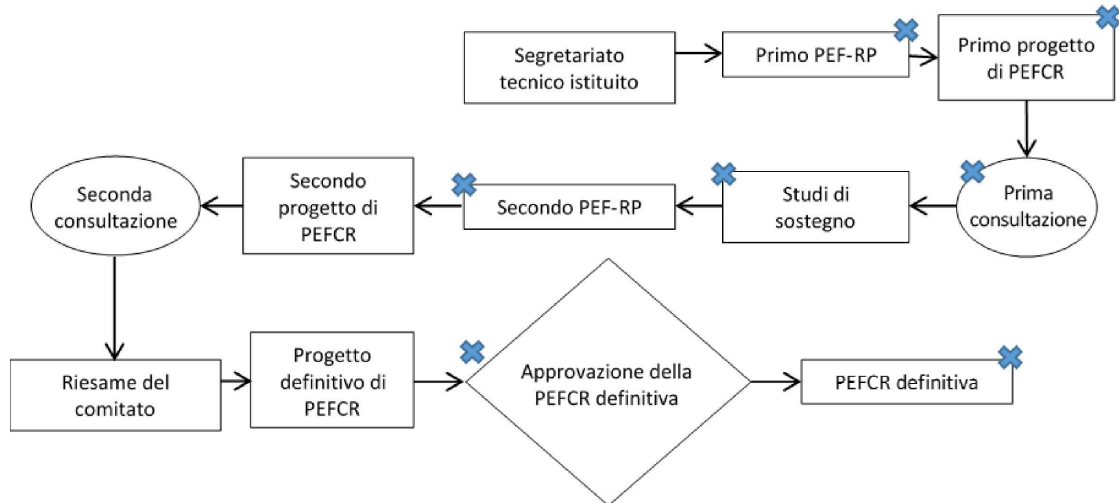 Segretariato
tecnico istituito
Primo PEF-RP
Primo progetto
di PEFCR
Prima
consultazione
Studi di
sostegno
Secondo PEF-RP
Secondo
progetto di
PEFCR
Seconda
consultazione
Riesame del
comitato
Progetto
definitivo di
PEFCR
Approvazione della
PEFCR definitiva
PEFCR definitiva